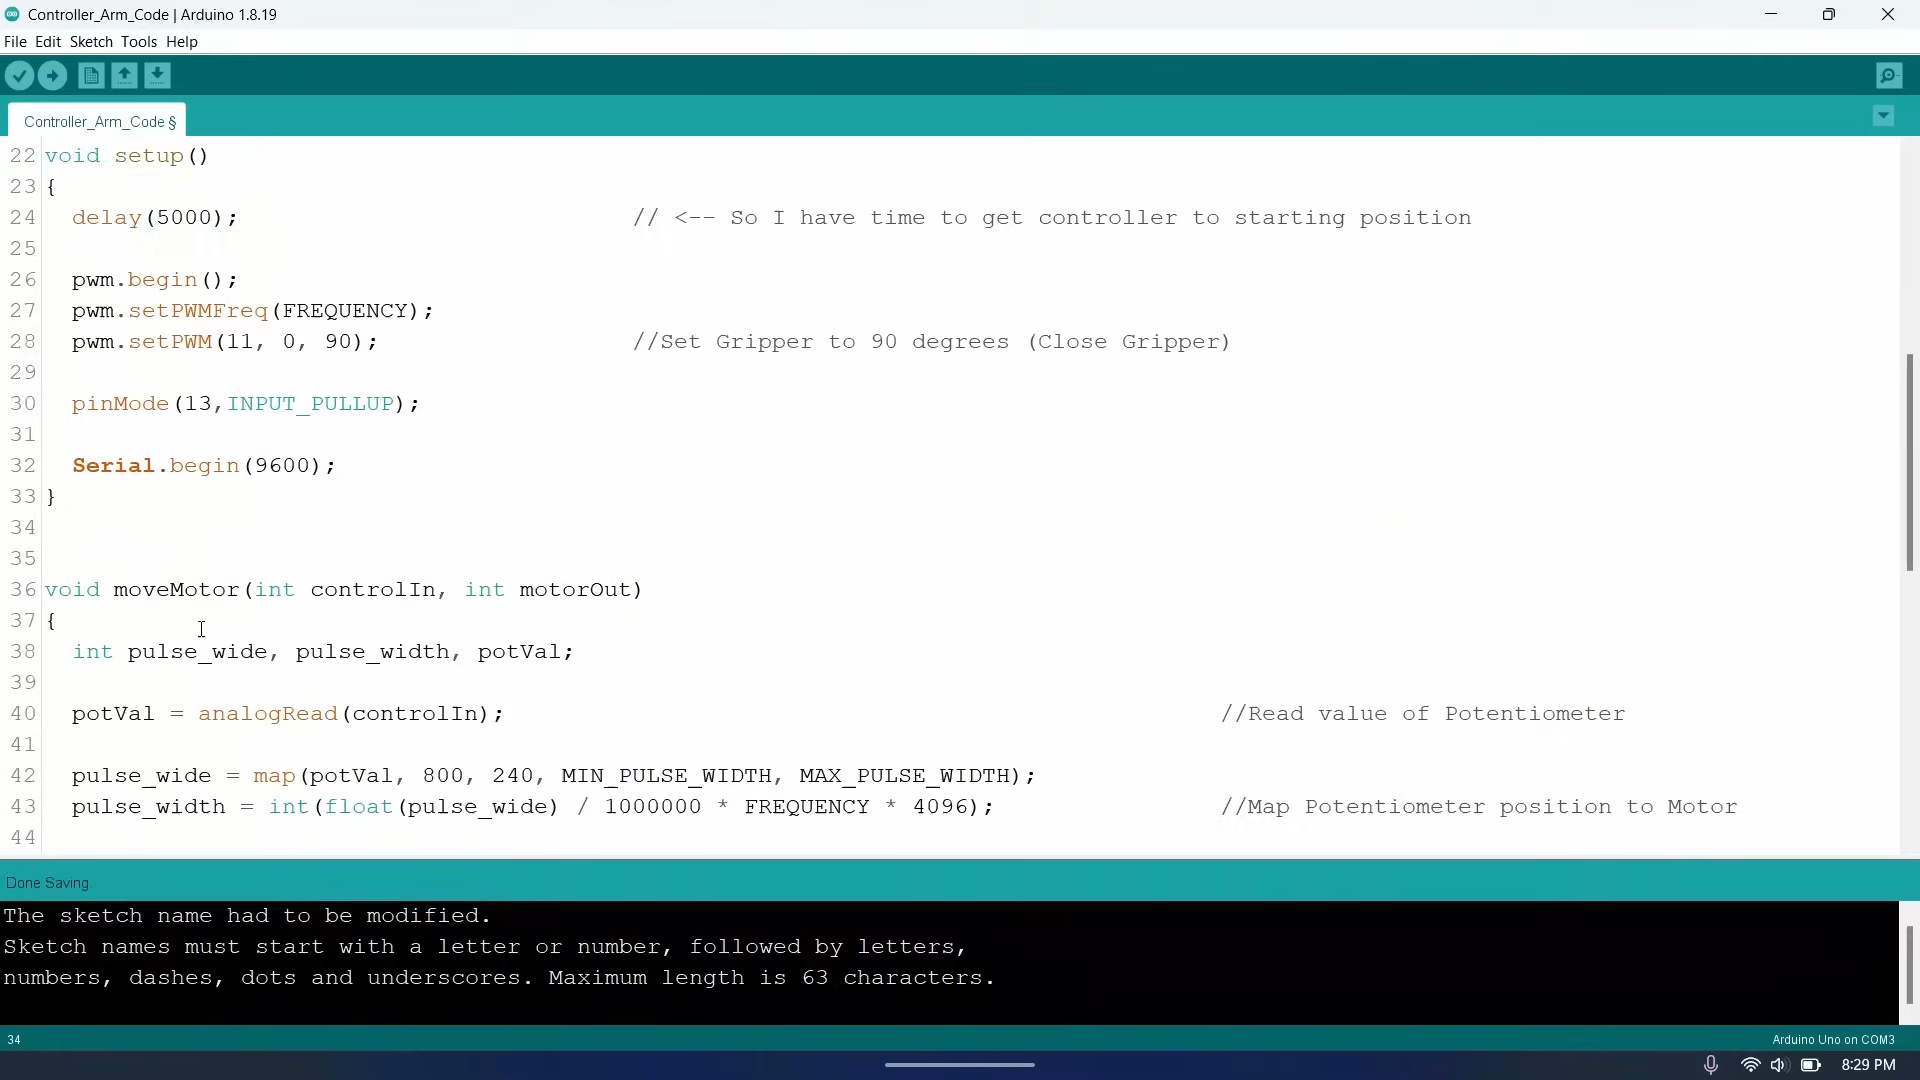 Controller_Arm_Code | Arduino 1.8.19
File Edit Sketch Tools Help
Controller_Arm_Code §
22 void setup()
23 {
24 delay(5000); // <-- So I have time to get controller to starting position
25
26 pwm.begin();
27 pwm.setPWMFreq(FREQUENCY);
28 pwm.setPWM(11, 0, 90); //Set Gripper to 90 degrees (Close Gripper)
29
30 pinMode(13,INPUT_PULLUP);
31
32 Serial.begin(9600);
33 }
34
35
36 void moveMotor(int controlIn, int motorOut)
37 {
38 int pulse_wide, pulse_width, potVal;
39
40 potVal = analogRead(controlIn); //Read value of Potentiometer
41
42 pulse_wide = map(potVal, 800, 240, MIN_PULSE_WIDTH, MAX_PULSE_WIDTH);
43 pulse_width = int(float(pulse_wide) / 1000000 * FREQUENCY * 4096); //Map Potentiometer position to Motor
44
Done Saving.
The sketch name had to be modified.
Sketch names must start with a letter or number, followed by letters,
numbers, dashes, dots and underscores. Maximum length is 63 characters.
34 Arduino Uno on COM3
8:29 PM